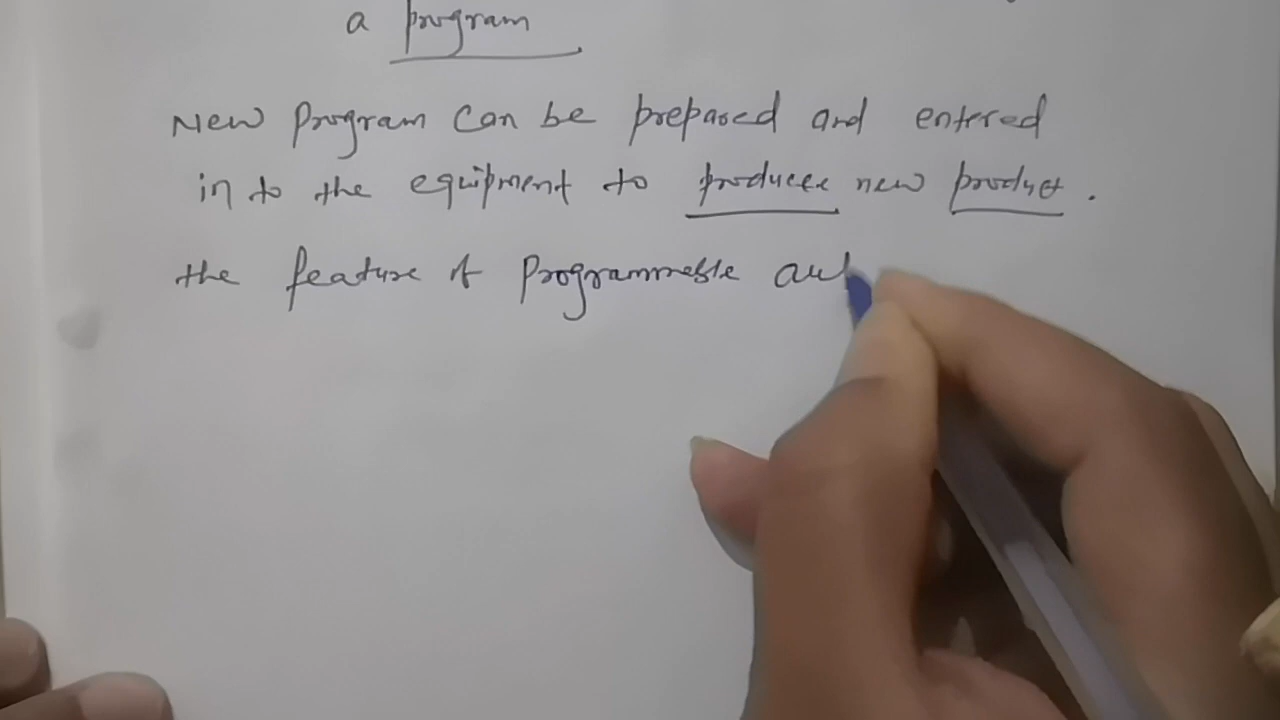 a program
New program can be prepared and entered
in to the equipment to producee new product .
the feature of Programmable aut